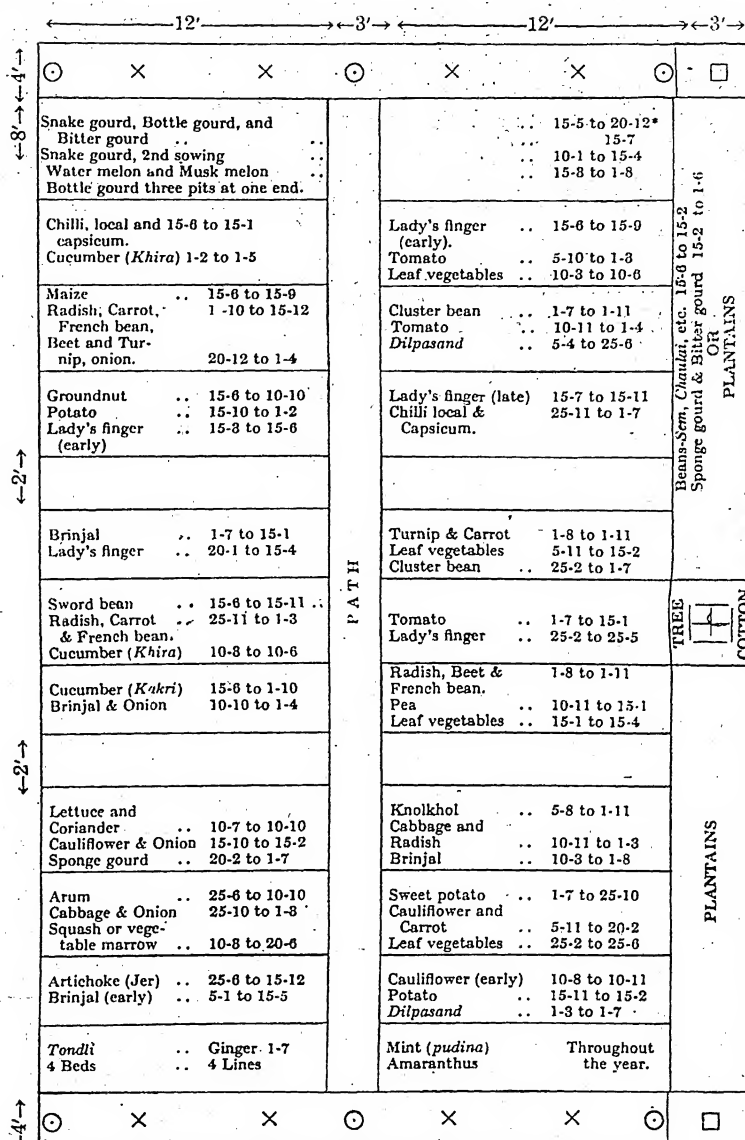 12' 3' 12' 3'
4'
8'
Snake gourd, Bottle gourd, and
Bitter gourd .. .. .. 15-5 to 20-12*
.. 15-7
Snake gourd, 2nd sowing .. .. 10-1 to 15-4
Water melon and Musk melon .. .. 15-8 to 1-8
Bottle gourd three pits at one end.
Chilli, local and 15-6 to 15-1
capsicum.
Cucumber (Khira) 1-2 to 1-5
Maize .. 15-6 to 15-9
Radish, Carrot, 1-10 to 15-12
French bean,
Beet and Tur-
nip, onion. 20-12 to 1-4
Groundnut .. 15-6 to 10-10
Potato .. 15-10 to 1-2
Lady's finger .. 15-3 to 15-6
(early)
2'
Brinjal .. 1-7 to 15-1
Lady's finger .. 20-1 to 15-4
Sword bean .. 15-6 to 15-11
Radish, Carrot .. 25-11 to 1-3
& French bean.
Cucumber (Khira) 10-3 to 10-6
Cucumber (Kakri) 15-6 to 1-10
Brinjal & Onion 10-10 to 1-4
2'
Lettuce and
Coriander .. 10-7 to 10-10
Cauliflower & Onion 15-10 to 15-2
Sponge gourd .. 20-2 to 1-7
Arum .. 25-6 to 10-10
Cabbage & Onion 25-10 to 1-3
Squash or vege-
table marrow .. 10-3 to 20-6
Artichoke (Jer) .. 25-6 to 15-12
Brinjal (early) .. 5-1 to 15-5
Tondli .. Ginger 1-7
4 Beds .. 4 Lines
4'
PATH
Lady's finger .. 15-6 to 15-9
(early).
Tomato .. 5-10 to 1-3
Leaf vegetables .. 10-3 to 10-6
Cluster bean .. 1-7 to 1-11
Tomato .. 10-11 to 1-4
Dilpasand .. 5-4 to 25-6
Lady's finger (late) 15-7 to 15-11
Chilli local & 25-11 to 1-7
Capsicum.
Turnip & Carrot 1-8 to 1-11
Leaf vegetables 5-11 to 15-2
Cluster bean .. 25-2 to 1-7
Tomato .. 1-7 to 15-1
Lady's finger .. 25-2 to 25-5
Radish, Beet & 1-8 to 1-11
French bean.
Pea .. 10-11 to 15-1
Leaf vegetables .. 15-1 to 15-4
Knolkhol .. 5-8 to 1-11
Cabbage and
Radish .. 10-11 to 1-3
Brinjal .. 10-3 to 1-8
Sweet potato .. 1-7 to 25-10
Cauliflower and
Carrot .. 5-11 to 20-2
Leaf vegetables .. 25-2 to 25-6
Cauliflower (early) 10-8 to 10-11
Potato .. 15-11 to 15-2
Dilpasand .. 1-3 to 1-7
Mint (pudina) Throughout
Amaranthus the year.
Beans-Sem, Chaulai, etc. 15-6 to 15-2
Sponge gourd & Bitter gourd 15-2 to 1-6
OR
PLANTAINS
TREE
COTTON
PLANTAINS